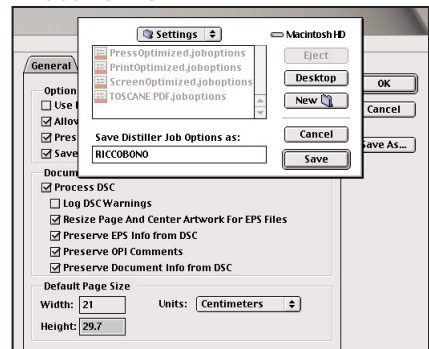 Settings
Macintosh HD
PressOptimized.joboptions
PrintOptimized.joboptions
ScreenOptimized.joboptions
TOSCANE PDF.joboptions
Eject
Desktop
New
Save Distiller Job Options as:
RICCOBONO
Cancel
Save
General
OK
Cancel
Save As...
Option
Use
Allow
Pres
Save
Docum
Process DSC
Log DSC Warnings
Resize Page And Center Artwork For EPS Files
Preserve EPS Info from DSC
Preserve OPI Comments
Preserve Document Info from DSC
Default Page Size
Width: 21 Units: Centimeters
Height: 29.7